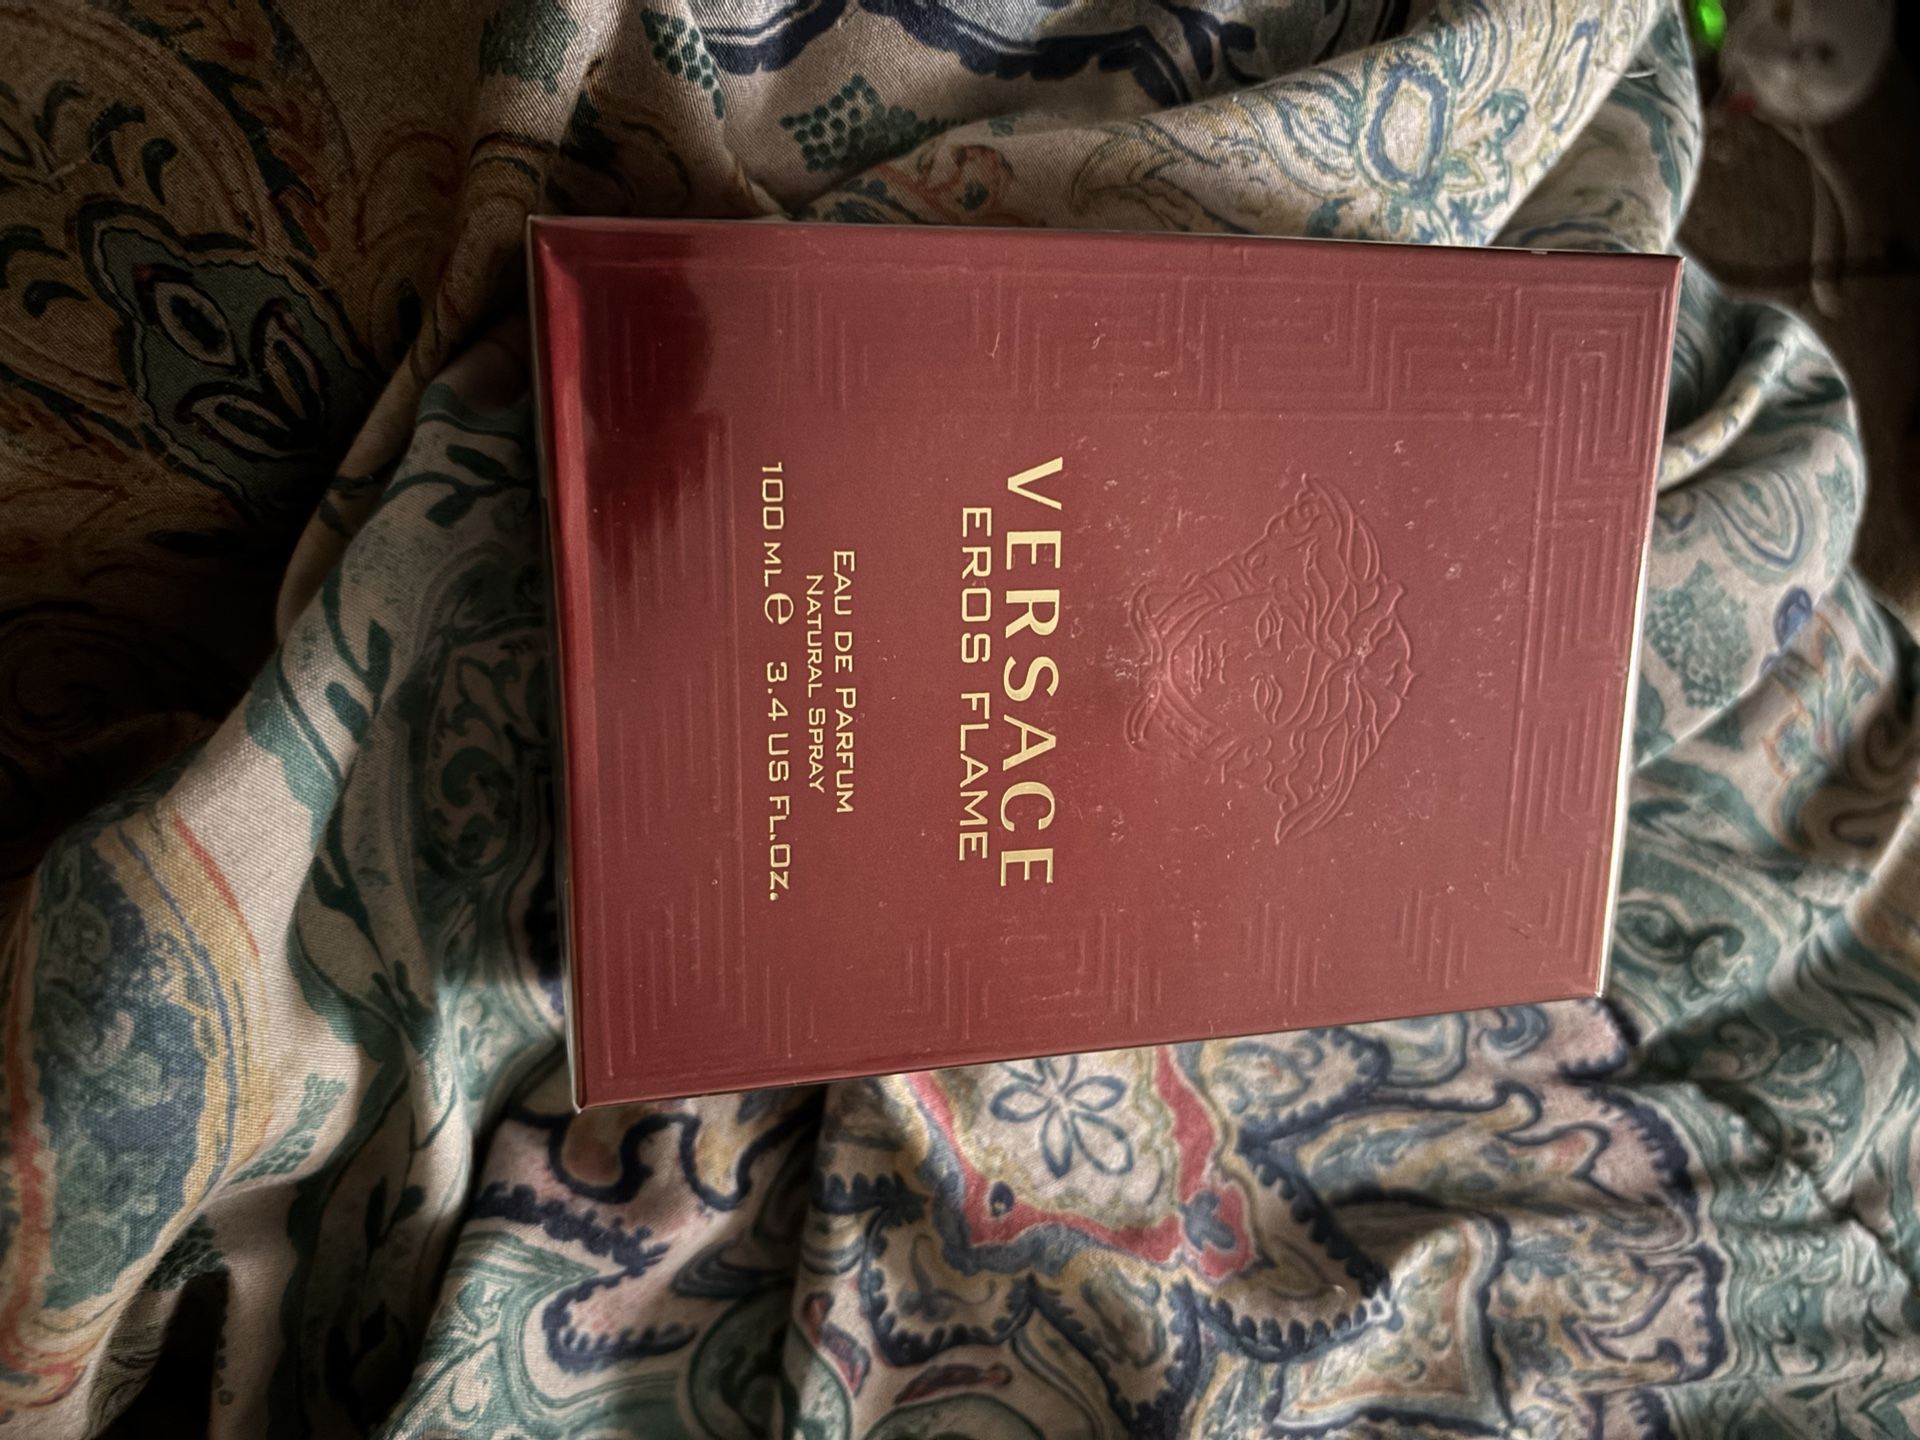 VERSACE
EROS FLAME
EAU DE PARFUM
NATURAL SPRAY
100 ML e 3.4 US FL.OZ.